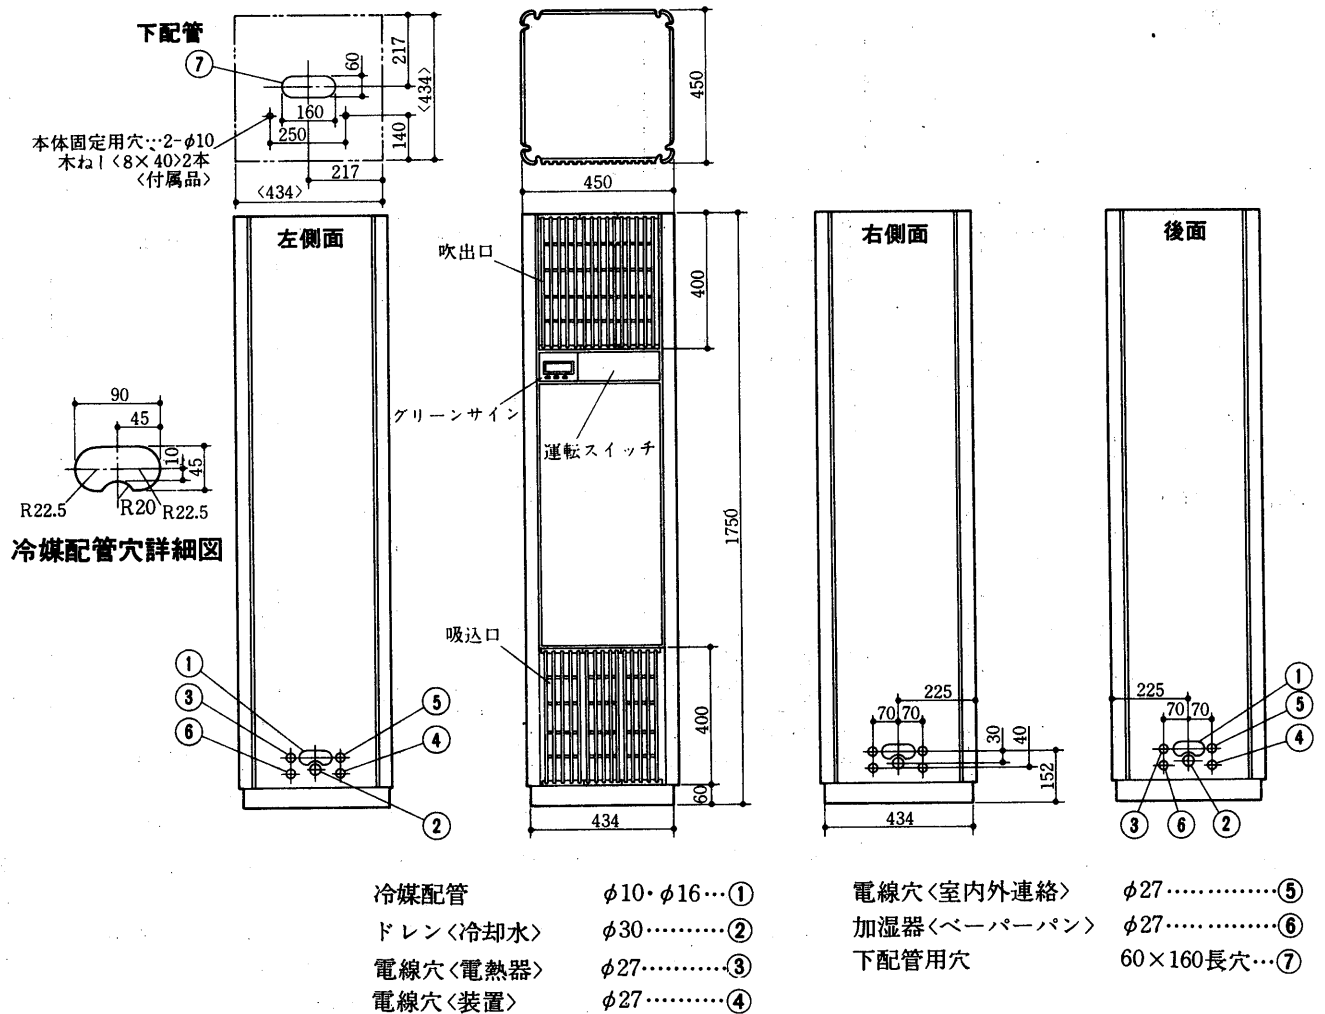 下配管
⑦
60
217
〈434〉
160
250
140
本体固定用穴…2-φ10
木ねじ〈8×40〉2本
〈付属品〉
217
〈434〉
450
450
左側面
吹出口
400
グリーンサイン
運転スイッチ
1750
吸込口
400
60
434
90
45
10
45
R22.5
R20
R22.5
冷媒配管穴詳細図
①
③
⑥
⑤
④
②
右側面
225
70
70
30
40
152
434
後面
225
70
70
①
⑤
④
③
⑥
②
冷媒配管 φ10・φ16…①
ドレン〈冷却水〉 φ30………②
電線穴〈電熱器〉 φ27………③
電線穴〈装置〉 φ27………④
電線穴〈室内外連絡〉 φ27…………⑤
加湿器〈ベーパーパン〉 φ27…………⑥
下配管用穴 60×160長穴…⑦